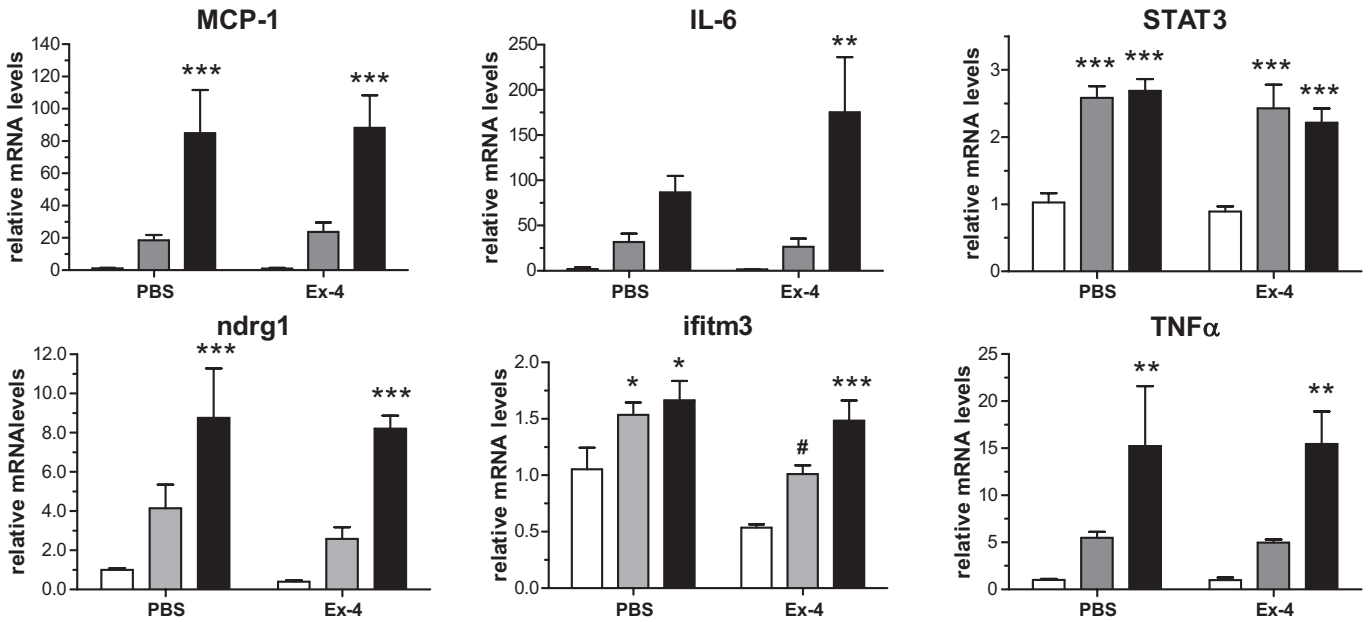 MCP-1
relative mRNA levels
140
120
100
80
60
40
20
0
***
***
PBS
Ex-4
IL-6
relative mRNA levels
250
200
150
100
50
0
**
PBS
Ex-4
STAT3
relative mRNA levels
3
2
1
0
***
***
***
***
PBS
Ex-4
ndrg1
relative mRNAlevels
12.0
10.0
8.0
6.0
4.0
2.0
0.0
***
***
PBS
Ex-4
ifitm3
relative mRNA levels
2.0
1.5
1.0
0.5
0.0
*
*
#
***
PBS
Ex-4
TNFα
relative mRNA levels
25
20
15
10
5
0
**
**
PBS
Ex-4